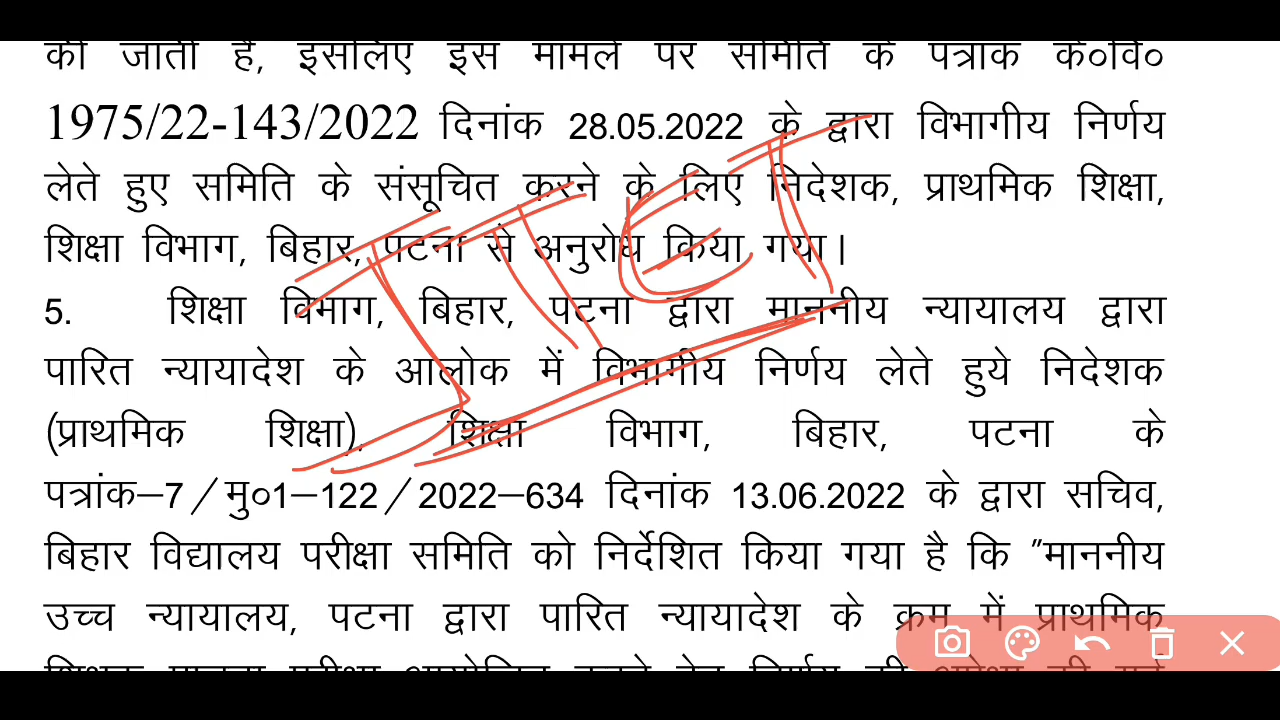 की जाती है, इसलिए इस मामले पर समिति के पत्रांक के०वि०
1975/22-143/2022 दिनांक 28.05.2022 के द्वारा विभागीय निर्णय
लेते हुए समिति के संसूचित करने के लिए निदेशक, प्राथमिक शिक्षा,
शिक्षा विभाग, बिहार, पटना से अनुरोध किया गया।
5. शिक्षा विभाग, बिहार, पटना द्वारा माननीय न्यायालय द्वारा
पारित न्यायादेश के आलोक में विभागीय निर्णय लेते हुये निदेशक
(प्राथमिक शिक्षा), शिक्षा विभाग, बिहार, पटना के
पत्रांक–7/मु०1–122/2022–634 दिनांक 13.06.2022 के द्वारा सचिव,
बिहार विद्यालय परीक्षा समिति को निर्देशित किया गया है कि "माननीय
उच्च न्यायालय, पटना द्वारा पारित न्यायादेश के क्रम में प्राथमिक